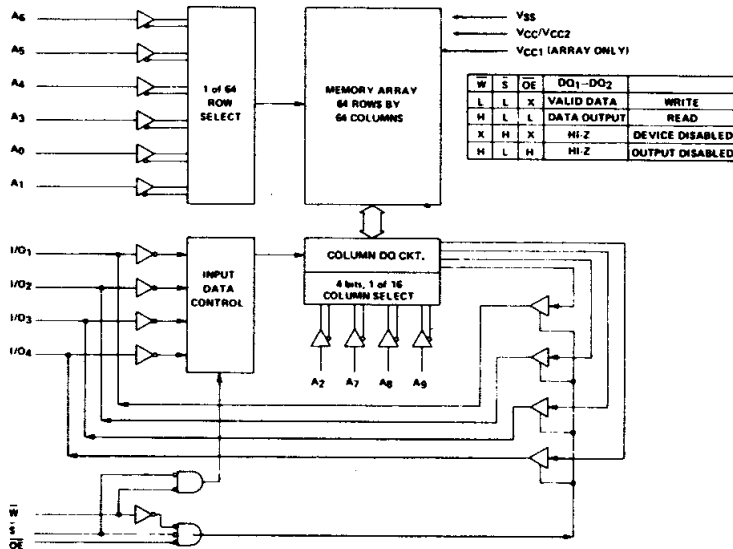 A6
A5
A4
A3
A0
A1
1 of 64
ROW
SELECT
MEMORY ARRAY
64 ROWS BY
64 COLUMNS
VSS
VCC/VCC2
VCC1 (ARRAY ONLY)
W S OE DQ1-DQ2
L L X VALID DATA WRITE
H L L DATA OUTPUT READ
X H X HI-Z DEVICE DISABLED
H L H HI-Z OUTPUT DISABLED
I/O1
I/O2
I/O3
I/O4
INPUT
DATA
CONTROL
COLUMN DQ CKT.
4 bits, 1 of 16
COLUMN SELECT
A2 A7 A8 A9
W
S
OE